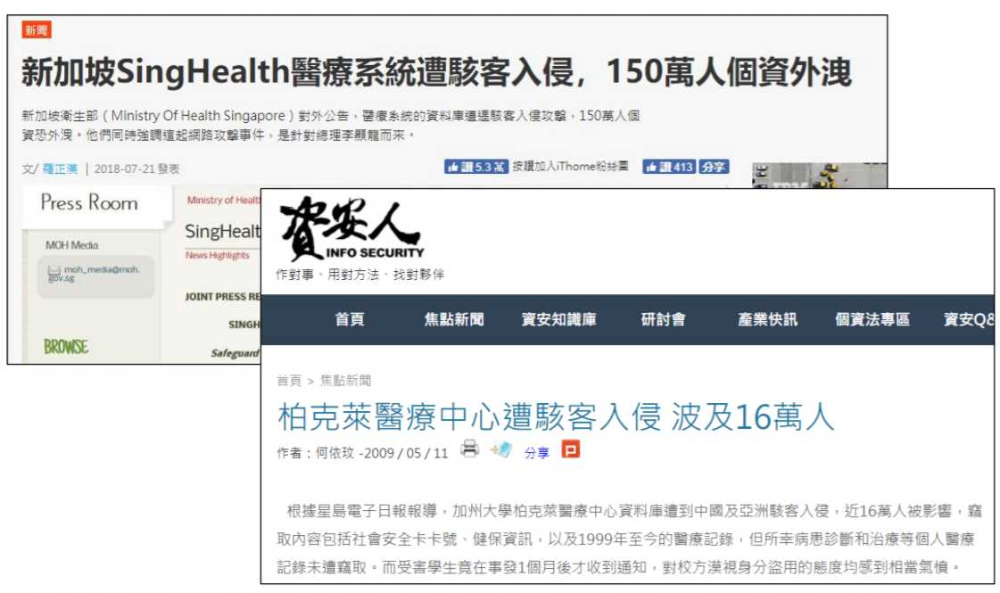 新聞
新加坡SingHealth醫療系統遭駭客入侵，150萬人個資外洩
新加坡衛生部（Ministry Of Health Singapore）對外公告，醫療系統的資料庫遭遇駭客入侵攻擊，150萬人個
資恐外洩。他們同時強調這起網路攻擊事件，是針對總理李顯龍而來。
文/ 羅正漢 | 2018-07-21發表
讚 5.3 萬 按讚加入iThome粉絲團 讚 413 分享
Press Room
Ministry of Healt
SingHealt
MOH Media
News Highlights
moh_media@moh.
gov.sg
JOINT PRESS RE
SINGH
BROWSE
Safeguard
資安人
INFO SECURITY
作對事、用對方法、找對夥伴
首頁 焦點新聞 資安知識庫 研討會 產業快訊 個資法專區 資安Q&
首頁 > 焦點新聞
柏克萊醫療中心遭駭客入侵 波及16萬人
作者：何依玟 -2009 / 05 / 11 分享
根據星島電子日報報導，加州大學柏克萊醫療中心資料庫遭到中國及亞洲駭客入侵，近16萬人被影響，竊
取內容包括社會安全卡卡號、健保資訊，以及1999年至今的醫療記錄，但所幸病患診斷和治療等個人醫療
記錄未遭竊取。而受害學生竟在事發1個月後才收到通知，對校方漠視身分盜用的態度均感到相當氣憤。